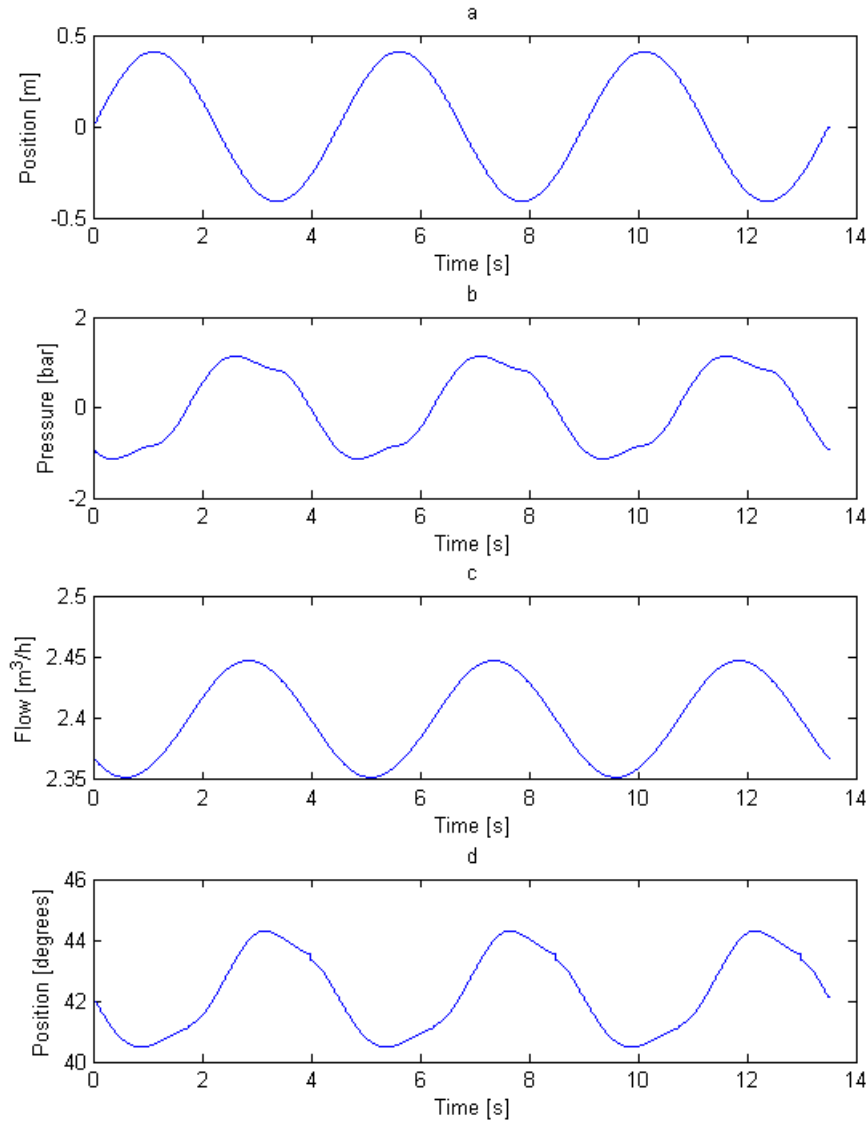 a
0.5
0
-0.5
Position [m]
0 2 4 6 8 10 12 14
Time [s]
b
2
0
-2
Pressure [bar]
0 2 4 6 8 10 12 14
Time [s]
c
2.5
2.45
2.4
2.35
Flow [m³/h]
0 2 4 6 8 10 12 14
Time [s]
d
46
44
42
40
Position [degrees]
0 2 4 6 8 10 12 14
Time [s]